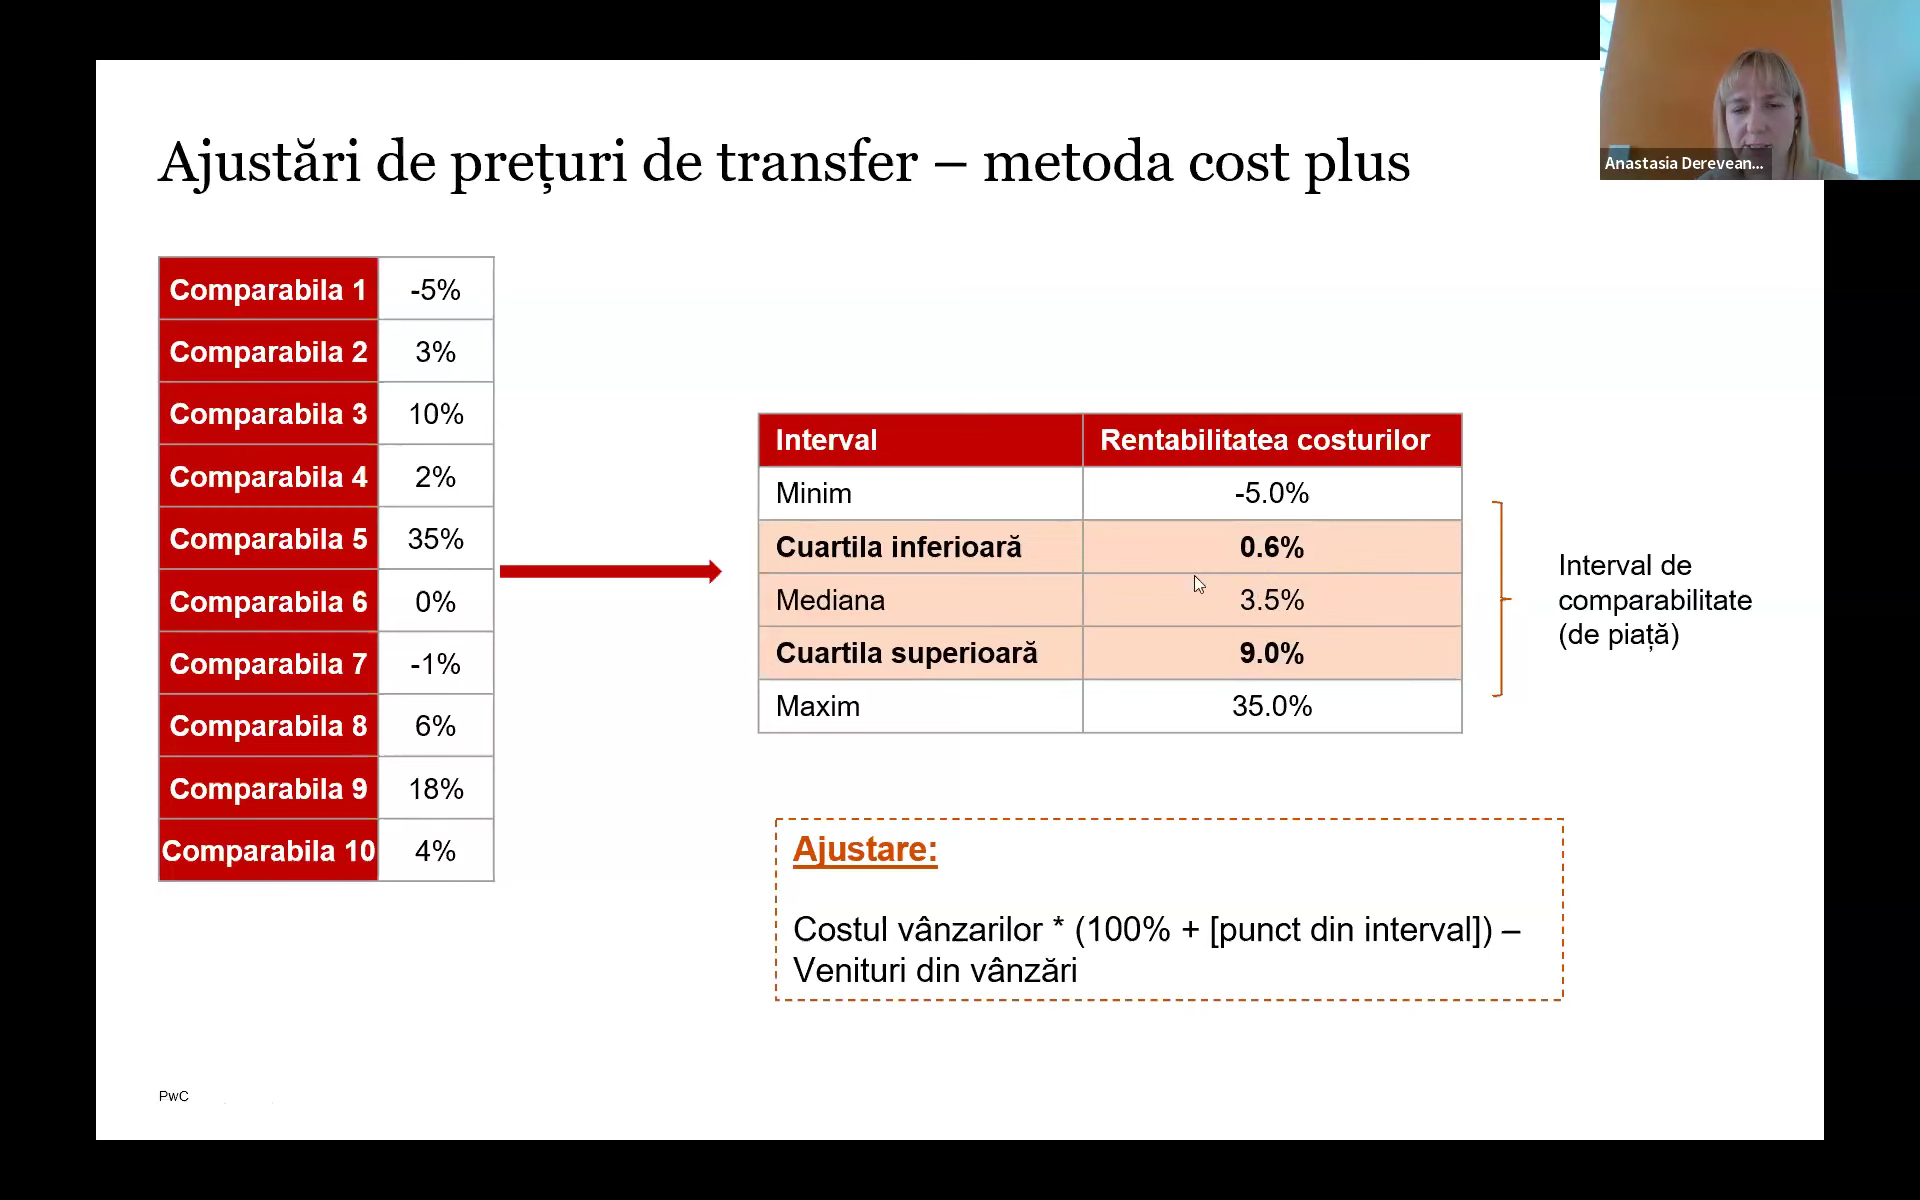 Anastasia Derevean...
Ajustări de prețuri de transfer – metoda cost plus
Comparabila 1 -5%
Comparabila 2 3%
Comparabila 3 10%
Comparabila 4 2%
Comparabila 5 35%
Comparabila 6 0%
Comparabila 7 -1%
Comparabila 8 6%
Comparabila 9 18%
Comparabila 10 4%
Interval Rentabilitatea costurilor
Minim -5.0%
Cuartila inferioară 0.6%
Mediana 3.5%
Cuartila superioară 9.0%
Maxim 35.0%
Interval de
comparabilitate
(de piață)
Ajustare:
Costul vânzarilor * (100% + [punct din interval]) –
Venituri din vânzări
PwC